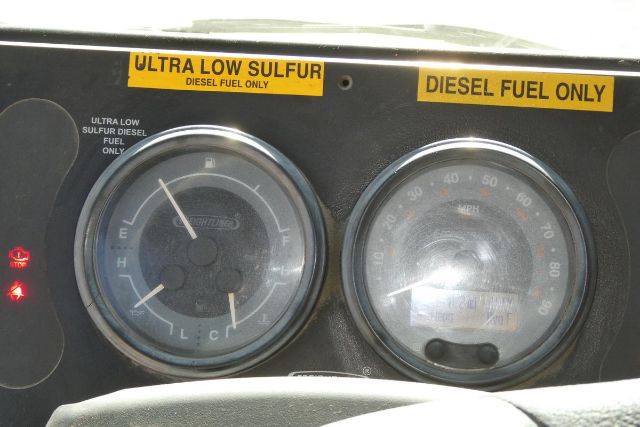 ULTRA LOW SULFUR
DIESEL FUEL ONLY
DIESEL FUEL ONLY
ULTRA LOW
SULFUR DIESEL
FUEL
ONLY
E
F
H
L
C
FREIGHTLINER
STOP
10
20
30
40
50
60
70
80
90
MPH